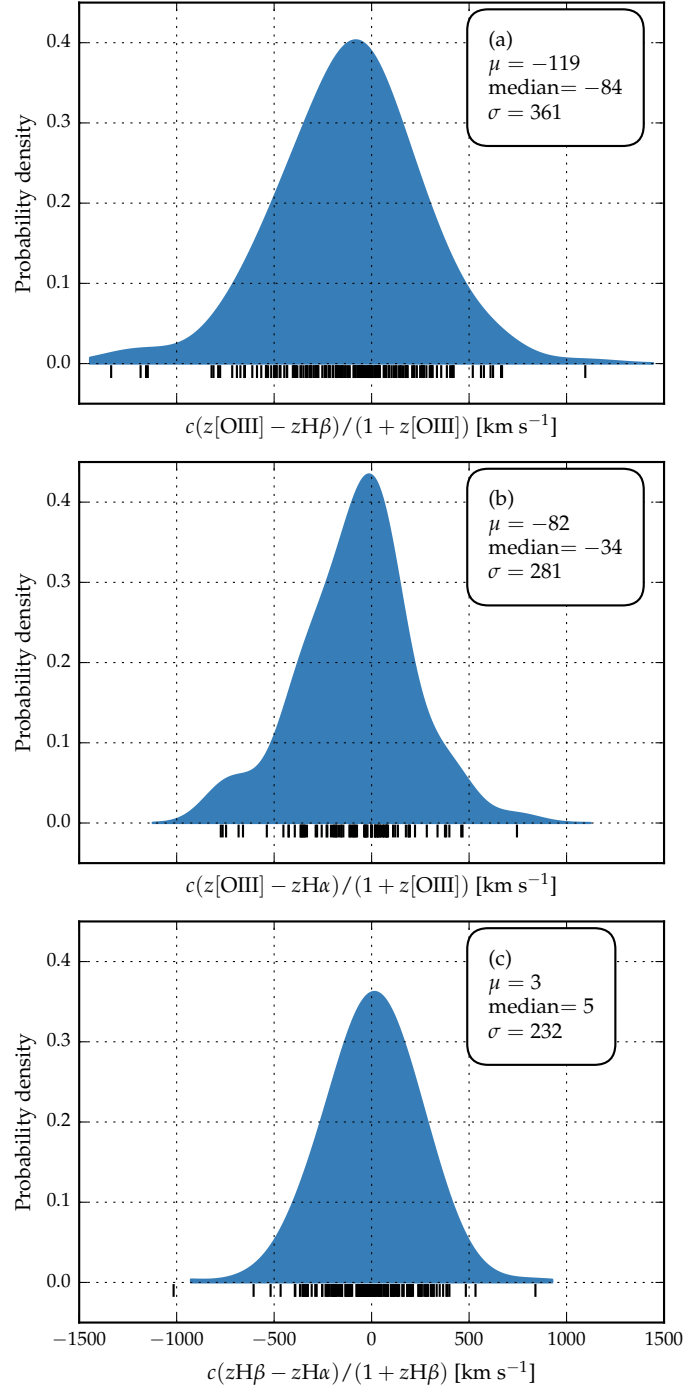 (a)
μ = −119
median= −84
σ = 361
0.4
0.3
0.2
0.1
0.0
Probability density
c(z[OIII] − zHβ)/(1 + z[OIII]) [km s⁻¹]
(b)
μ = −82
median= −34
σ = 281
0.4
0.3
0.2
0.1
0.0
Probability density
c(z[OIII] − zHα)/(1 + z[OIII]) [km s⁻¹]
(c)
μ = 3
median= 5
σ = 232
0.4
0.3
0.2
0.1
0.0
Probability density
−1500 −1000 −500 0 500 1000 1500
c(zHβ − zHα)/(1 + zHβ) [km s⁻¹]